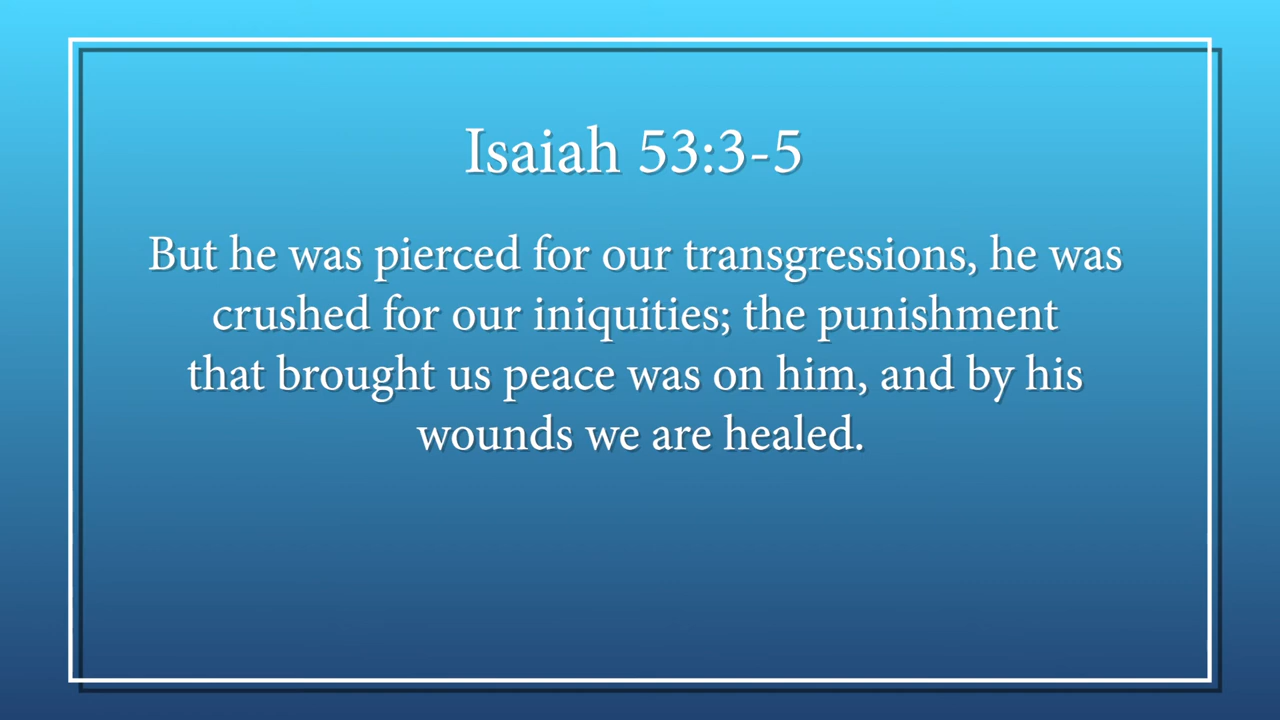 Isaiah 53:3-5
But he was pierced for our transgressions, he was
crushed for our iniquities; the punishment
that brought us peace was on him, and by his
wounds we are healed.